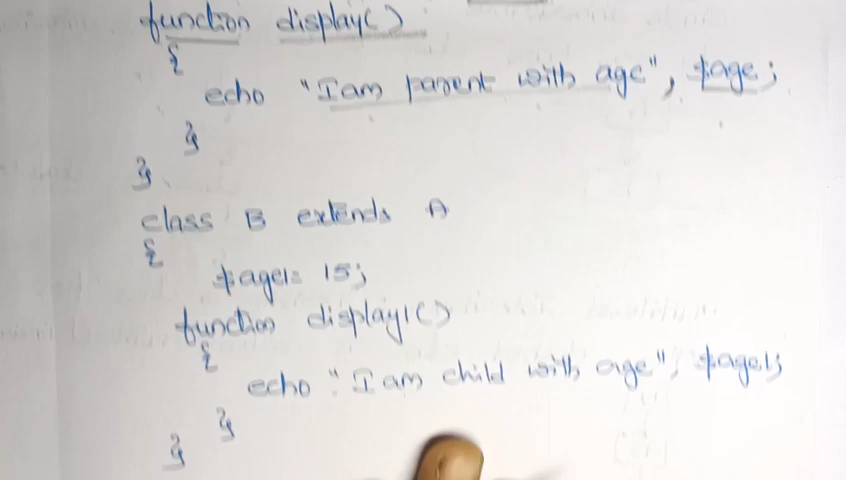 function display()
{
echo "I am parent with age", $age;
}
}
class B extends A
{
$age1= 15;
function display1()
{
echo "I am child with age", $age1;
}
}